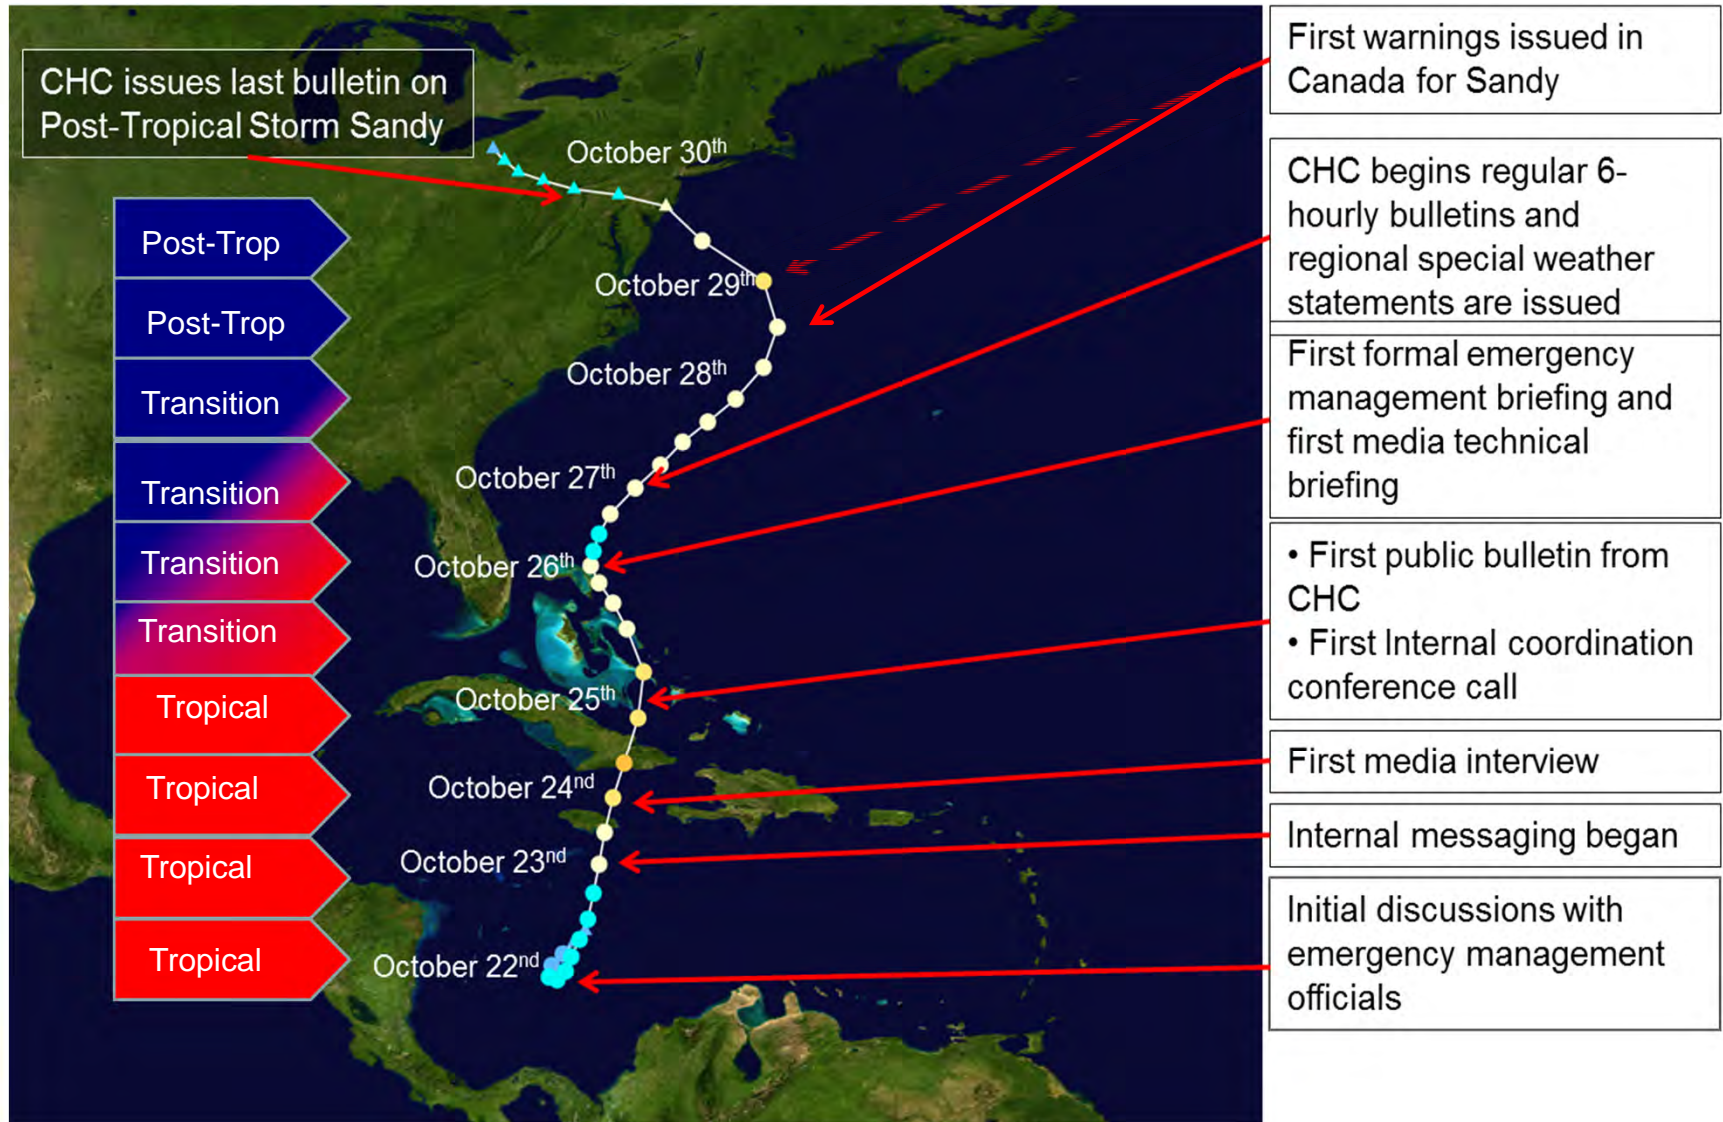 CHC issues last bulletin on
Post-Tropical Storm Sandy
Post-Trop
Post-Trop
Transition
Transition
Transition
Transition
Tropical
Tropical
Tropical
Tropical
October 30th
October 29th
October 28th
October 27th
October 26th
October 25th
October 24nd
October 23nd
October 22nd
First warnings issued in
Canada for Sandy
CHC begins regular 6-
hourly bulletins and
regional special weather
statements are issued
First formal emergency
management briefing and
first media technical
briefing
• First public bulletin from
CHC
• First Internal coordination
conference call
First media interview
Internal messaging began
Initial discussions with
emergency management
officials